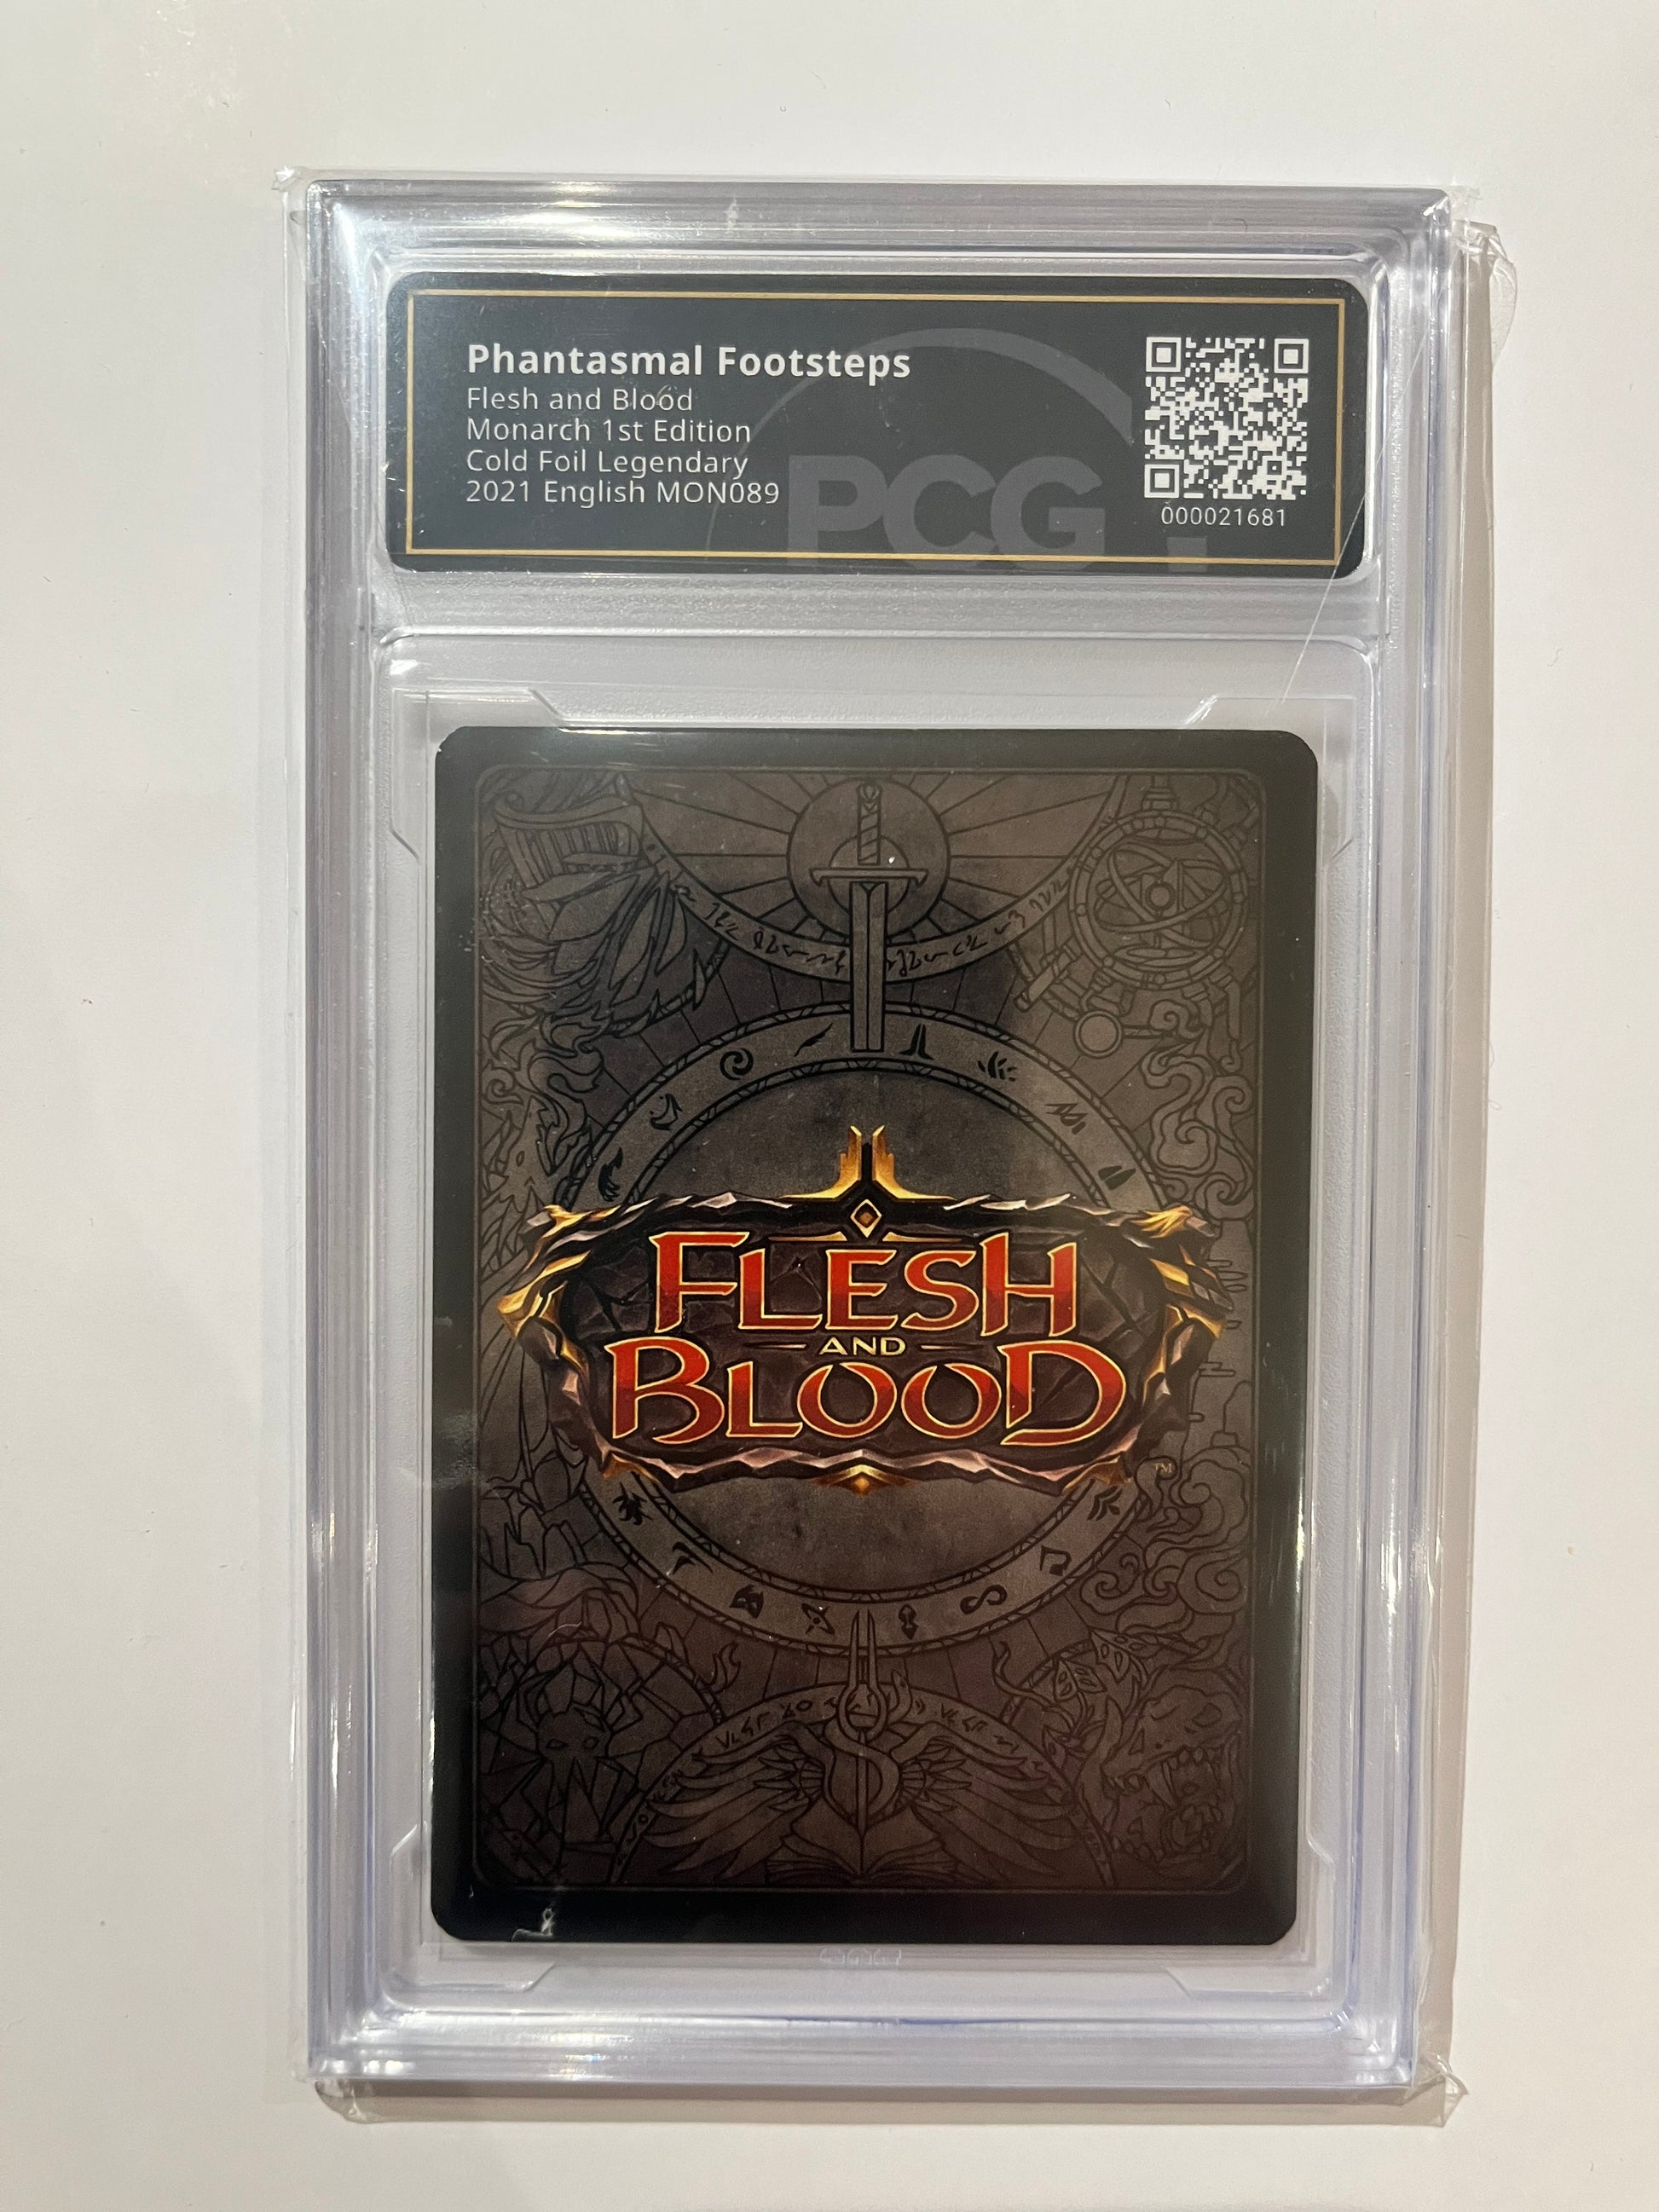 Phantasmal Footsteps
Flesh and Blood
Monarch 1st Edition
Cold Foil Legendary
2021 English MON089
PCG
000021681
FLESH
AND
BLOOD
TM